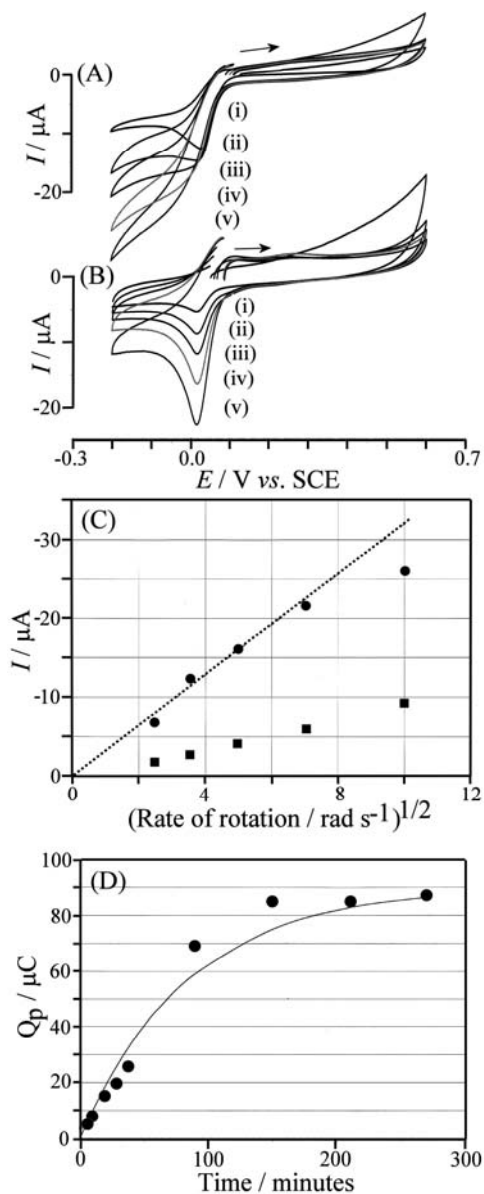 (A)
0
-20
I / µA
(i)
(ii)
(iii)
(iv)
(v)
(B)
0
-20
I / µA
(i)
(ii)
(iii)
(iv)
(v)
-0.3 0.0 0.7
E / V vs. SCE
(C)
-30
-20
-10
0
I / µA
0 4 8 12
(Rate of rotation / rad s-1)1/2
(D)
100
80
60
40
20
0
Qp / µC
0 100 200 300
Time / minutes